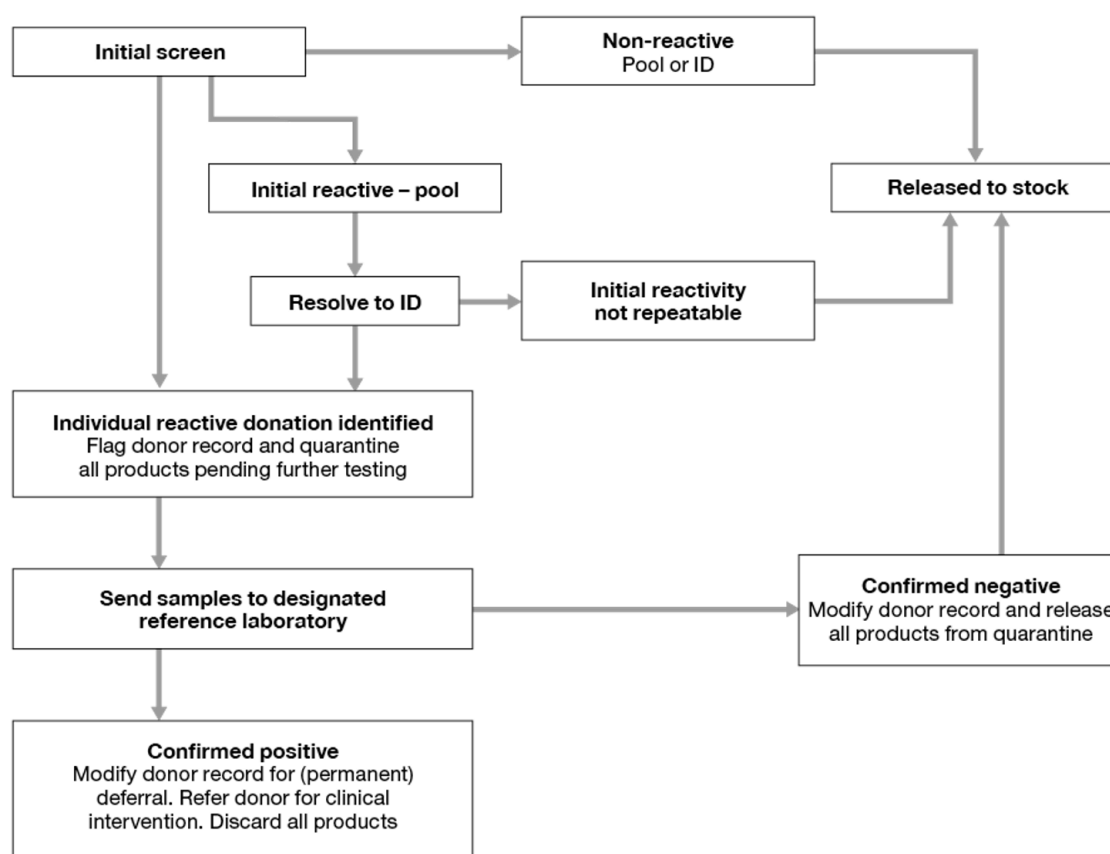 Initial screen
Non-reactive
Pool or ID
Initial reactive – pool
Released to stock
Resolve to ID
Initial reactivity
not repeatable
Individual reactive donation identified
Flag donor record and quarantine
all products pending further testing
Send samples to designated
reference laboratory
Confirmed negative
Modify donor record and release
all products from quarantine
Confirmed positive
Modify donor record for (permanent)
deferral. Refer donor for clinical
intervention. Discard all products